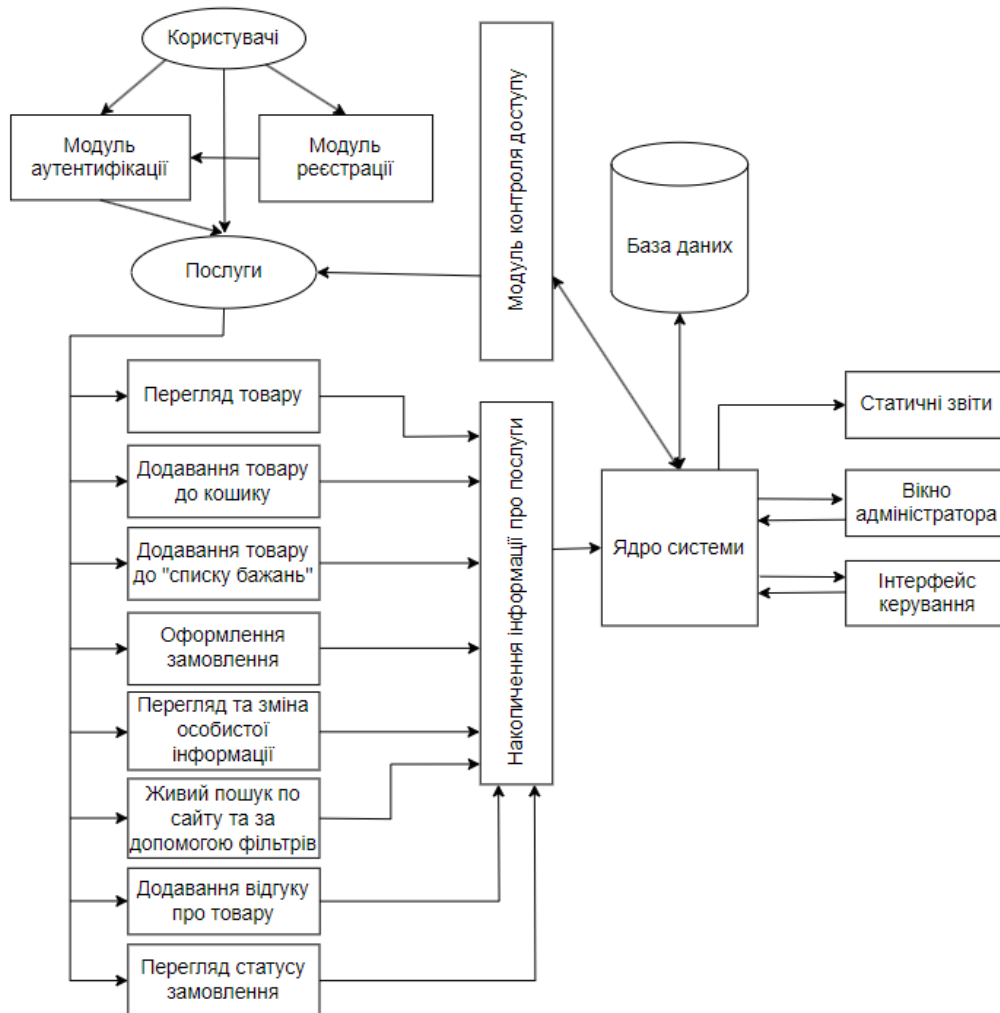 Користувачі
Модуль
аутентифікації
Модуль
реєстрації
Послуги
Модуль контроля доступу
База даних
Перегляд товару
Додавання товару
до кошику
Додавання товару
до "списку бажань"
Оформлення
замовлення
Перегляд та зміна
особистої
інформації
Живий пошук по
сайту та за
допомогою фільтрів
Додавання відгуку
про товару
Перегляд статусу
замовлення
Накопичення інформації про послуги
Ядро системи
Статичні звіти
Вікно
адміністратора
Інтерфейс
керування